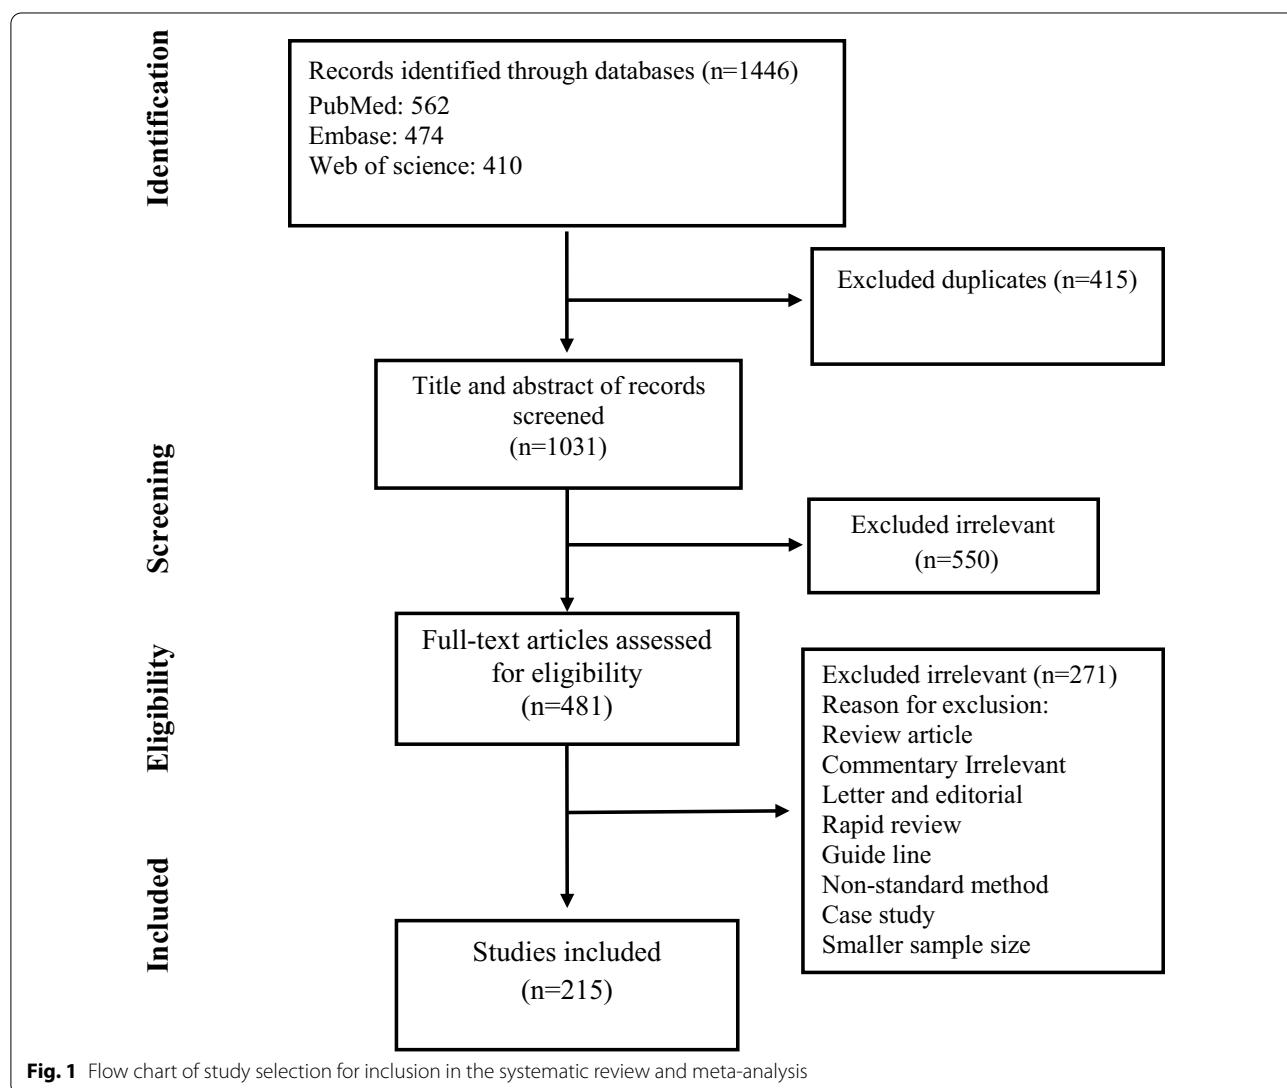 Identification
Records identified through databases (n=1446)
PubMed: 562
Embase: 474
Web of science: 410
Excluded duplicates (n=415)
Title and abstract of records
screened
(n=1031)
Screening
Excluded irrelevant
(n=550)
Eligibility
Full-text articles assessed
for eligibility
(n=481)
Excluded irrelevant (n=271)
Reason for exclusion:
Review article
Commentary Irrelevant
Letter and editorial
Rapid review
Guide line
Non-standard method
Case study
Smaller sample size
Included
Studies included
(n=215)
Fig. 1 Flow chart of study selection for inclusion in the systematic review and meta-analysis